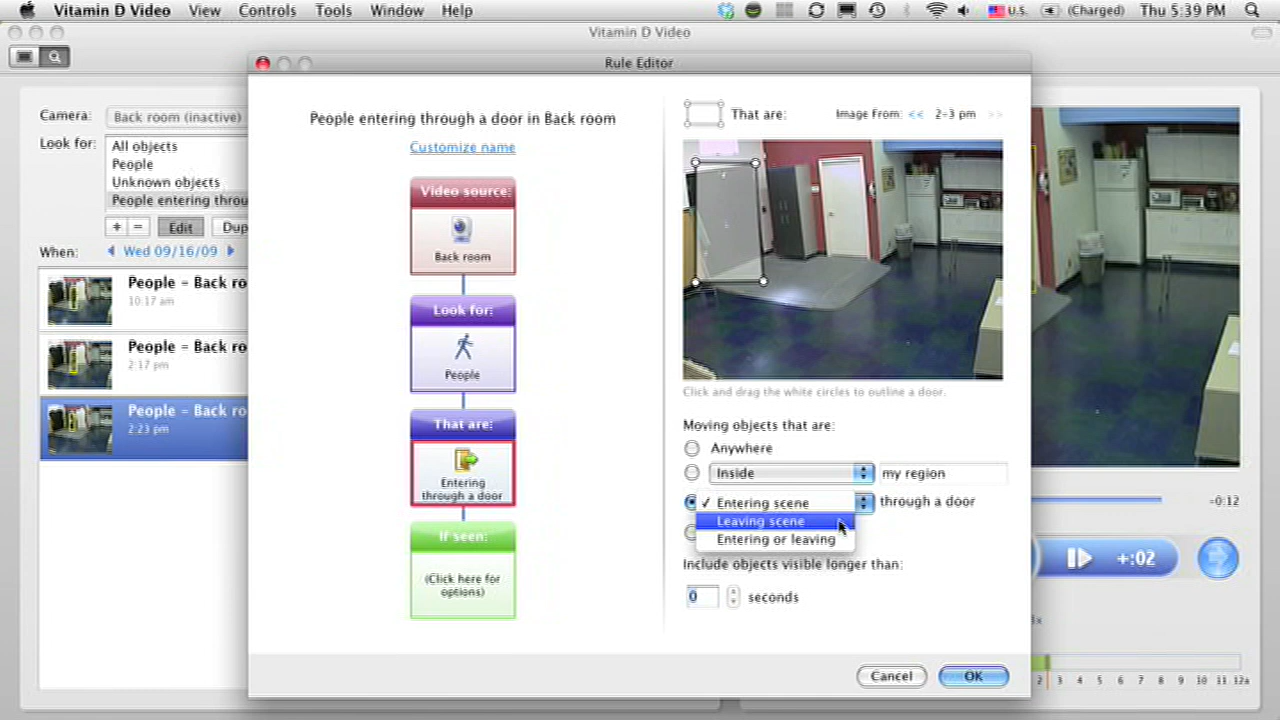 Vitamin D Video View Controls Tools Window Help U.S. (Charged) Thu 5:39 PM
Vitamin D Video
Rule Editor
Camera: Back room (inactive)
Look for: All objects
People
Unknown objects
People entering throu
+ - Edit Dup
When: Wed 09/16/09
People – Back ro
10:17 am
People – Back ro
2:17 pm
People – Back ro
2:23 pm
People entering through a door in Back room
Customize name
Video source:
Back room
Look for:
People
That are:
Entering
through a door
If seen:
(Click here for
options)
That are: Image from: << 2–3 pm >>
Click and drag the white circles to outline a door.
Moving objects that are:
Anywhere
Inside my region
✓ Entering scene through a door
Leaving scene
Entering or leaving
Include objects visible longer than:
0 seconds
Cancel OK
-0:12
+:02
2 3 4 5 6 7 8 9 10 11 12a